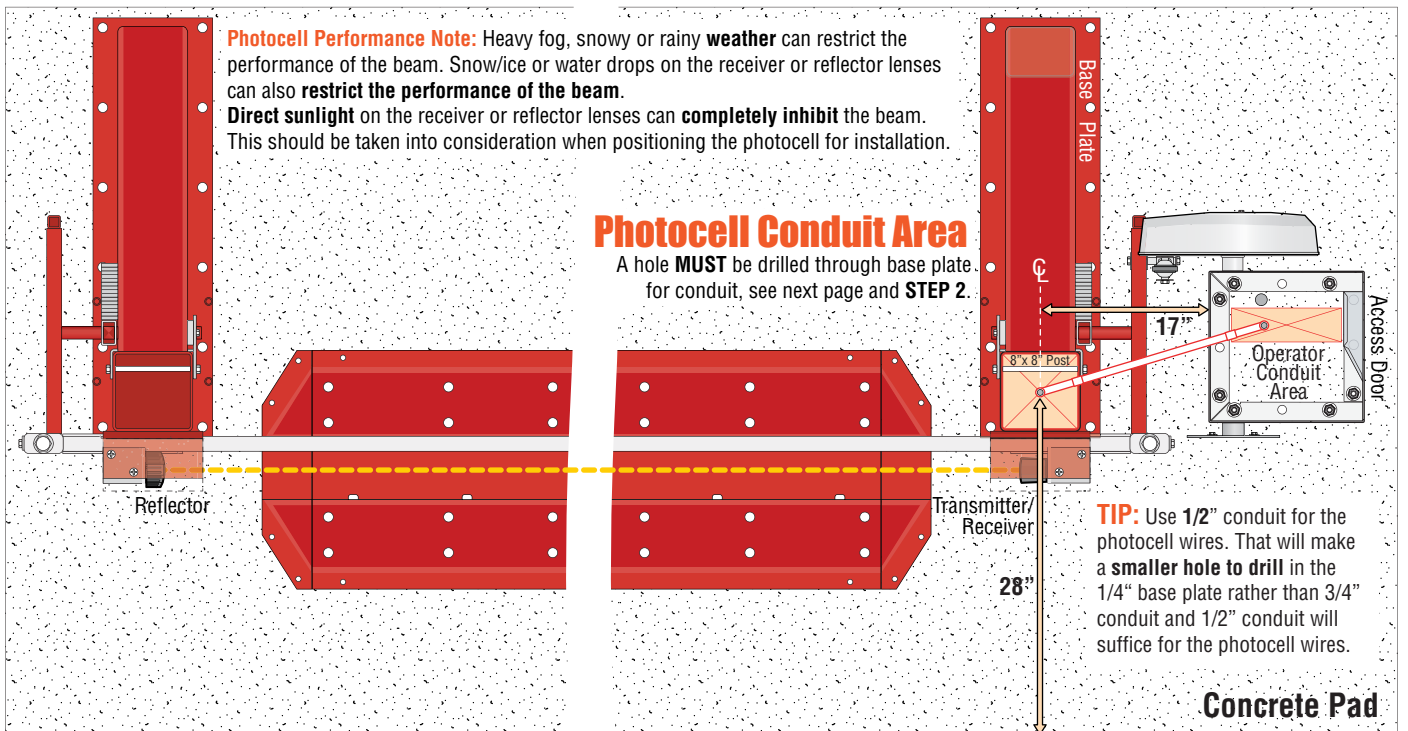 Photocell Performance Note: Heavy fog, snowy or rainy weather can restrict the
performance of the beam. Snow/ice or water drops on the receiver or reflector lenses
can also restrict the performance of the beam.
Direct sunlight on the receiver or reflector lenses can completely inhibit the beam.
This should be taken into consideration when positioning the photocell for installation.
Base Plate
Photocell Conduit Area
A hole MUST be drilled through base plate
for conduit, see next page and STEP 2.
CL
17”
8”x 8” Post
Operator
Conduit
Area
Access Door
Reflector
Transmitter/
Receiver
28”
TIP: Use 1/2” conduit for the
photocell wires. That will make
a smaller hole to drill in the
1/4“ base plate rather than 3/4”
conduit and 1/2” conduit will
suffice for the photocell wires.
Concrete Pad